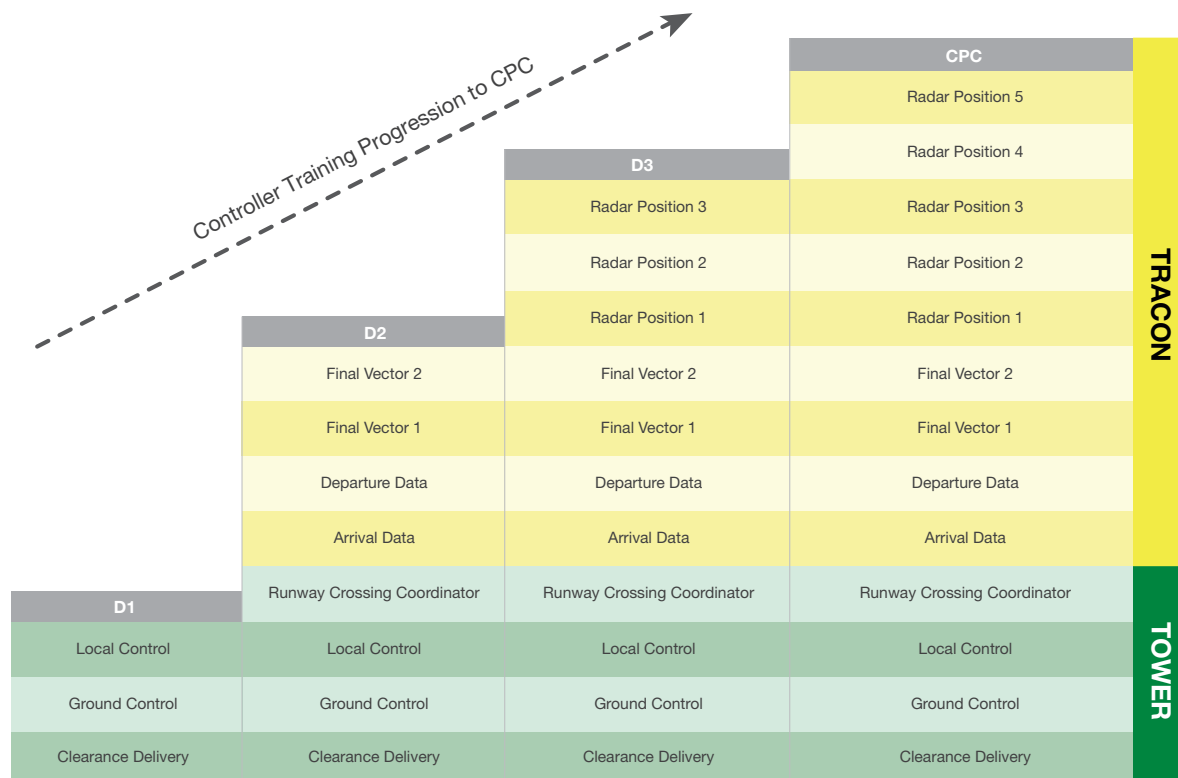 Controller Training Progression to CPC
CPC
Radar Position 5
Radar Position 4
D3
Radar Position 3 Radar Position 3
Radar Position 2 Radar Position 2
Radar Position 1 Radar Position 1
D2
Final Vector 2 Final Vector 2 Final Vector 2
Final Vector 1 Final Vector 1 Final Vector 1
Departure Data Departure Data Departure Data
Arrival Data Arrival Data Arrival Data
Runway Crossing Coordinator Runway Crossing Coordinator Runway Crossing Coordinator
D1
Local Control Local Control Local Control Local Control
Ground Control Ground Control Ground Control Ground Control
Clearance Delivery Clearance Delivery Clearance Delivery Clearance Delivery
TRACON
TOWER